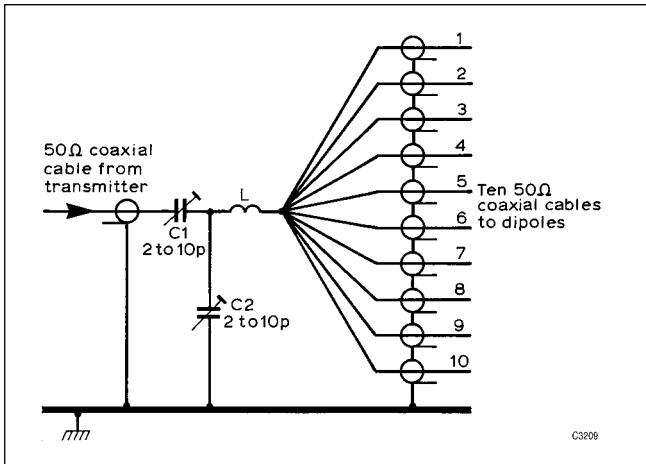 50Ω coaxial
cable from
transmitter
C1
2 to 10p
L
C2
2 to 10p
1
2
3
4
5
6
7
8
9
10
Ten 50Ω
coaxial cables
to dipoles
C3209